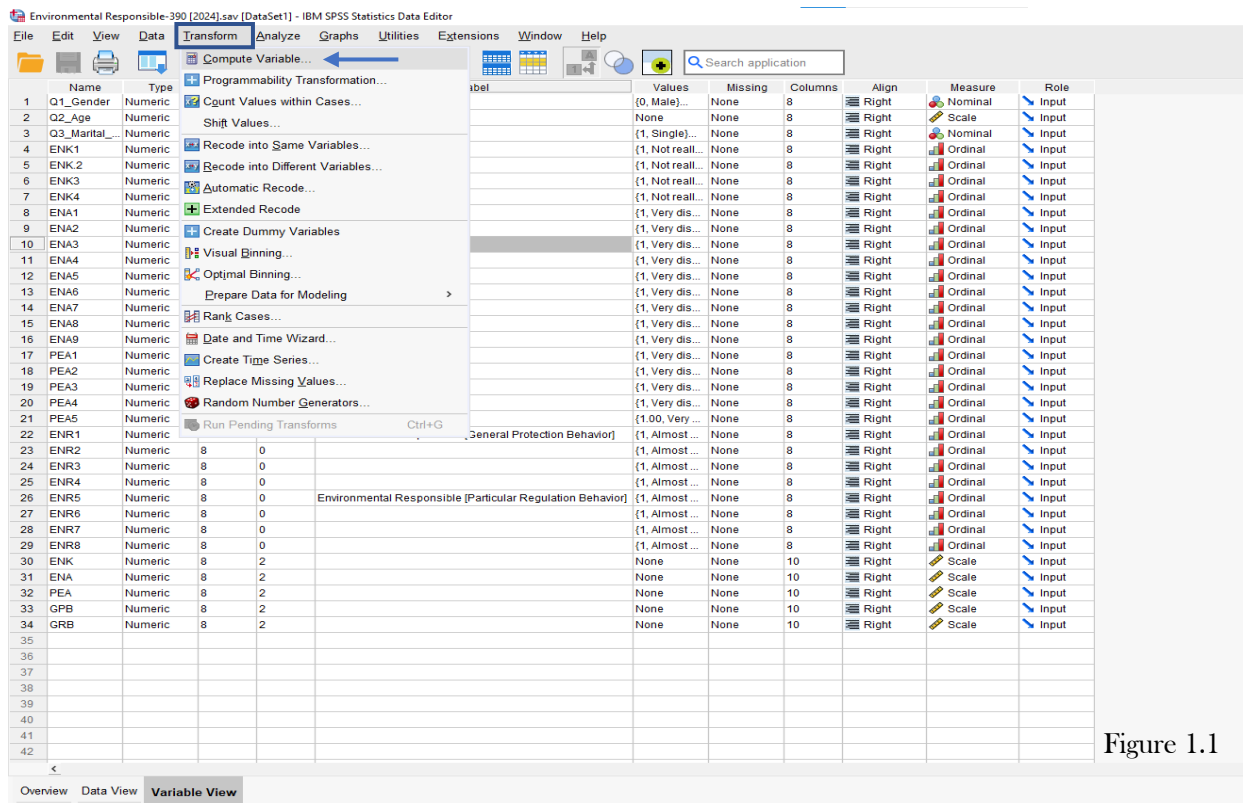 Environmental Responsible-390 [2024].sav [DataSet1] - IBM SPSS Statistics Data Editor
File Edit View Data Transform Analyze Graphs Utilities Extensions Window Help
Search application
Compute Variable...
Programmability Transformation...
Count Values within Cases...
Shift Values...
Recode into Same Variables...
Recode into Different Variables...
Automatic Recode...
Extended Recode
Create Dummy Variables
Visual Binning...
Optimal Binning...
Prepare Data for Modeling >
Rank Cases...
Date and Time Wizard...
Create Time Series...
Replace Missing Values...
Random Number Generators...
Run Pending Transforms Ctrl+G
Name Type Values Missing Columns Align Measure Role
1 Q1_Gender Numeric {0, Male}... None 8 Right Nominal Input
2 Q2_Age Numeric None None 8 Right Scale Input
3 Q3_Marital_... Numeric {1, Single}... None 8 Right Nominal Input
4 ENK1 Numeric {1, Not reall... None 8 Right Ordinal Input
5 ENK.2 Numeric {1, Not reall... None 8 Right Ordinal Input
6 ENK3 Numeric {1, Not reall... None 8 Right Ordinal Input
7 ENK4 Numeric {1, Not reall... None 8 Right Ordinal Input
8 ENA1 Numeric {1, Very dis... None 8 Right Ordinal Input
9 ENA2 Numeric {1, Very dis... None 8 Right Ordinal Input
10 ENA3 Numeric {1, Very dis... None 8 Right Ordinal Input
11 ENA4 Numeric {1, Very dis... None 8 Right Ordinal Input
12 ENA5 Numeric {1, Very dis... None 8 Right Ordinal Input
13 ENA6 Numeric {1, Very dis... None 8 Right Ordinal Input
14 ENA7 Numeric {1, Very dis... None 8 Right Ordinal Input
15 ENA8 Numeric {1, Very dis... None 8 Right Ordinal Input
16 ENA9 Numeric {1, Very dis... None 8 Right Ordinal Input
17 PEA1 Numeric {1, Very dis... None 8 Right Ordinal Input
18 PEA2 Numeric {1, Very dis... None 8 Right Ordinal Input
19 PEA3 Numeric {1, Very dis... None 8 Right Ordinal Input
20 PEA4 Numeric {1, Very dis... None 8 Right Ordinal Input
21 PEA5 Numeric {1.00, Very ... None 8 Right Ordinal Input
22 ENR1 Numeric [General Protection Behavior] {1, Almost ... None 8 Right Ordinal Input
23 ENR2 Numeric 8 0 {1, Almost ... None 8 Right Ordinal Input
24 ENR3 Numeric 8 0 {1, Almost ... None 8 Right Ordinal Input
25 ENR4 Numeric 8 0 {1, Almost ... None 8 Right Ordinal Input
26 ENR5 Numeric 8 0 Environmental Responsible [Particular Regulation Behavior] {1, Almost ... None 8 Right Ordinal Input
27 ENR6 Numeric 8 0 {1, Almost ... None 8 Right Ordinal Input
28 ENR7 Numeric 8 0 {1, Almost ... None 8 Right Ordinal Input
29 ENR8 Numeric 8 0 {1, Almost ... None 8 Right Ordinal Input
30 ENK Numeric 8 2 None None 10 Right Scale Input
31 ENA Numeric 8 2 None None 10 Right Scale Input
32 PEA Numeric 8 2 None None 10 Right Scale Input
33 GPB Numeric 8 2 None None 10 Right Scale Input
34 GRB Numeric 8 2 None None 10 Right Scale Input
35
36
37
38
39
40
41
42
Figure 1.1
Overview Data View Variable View